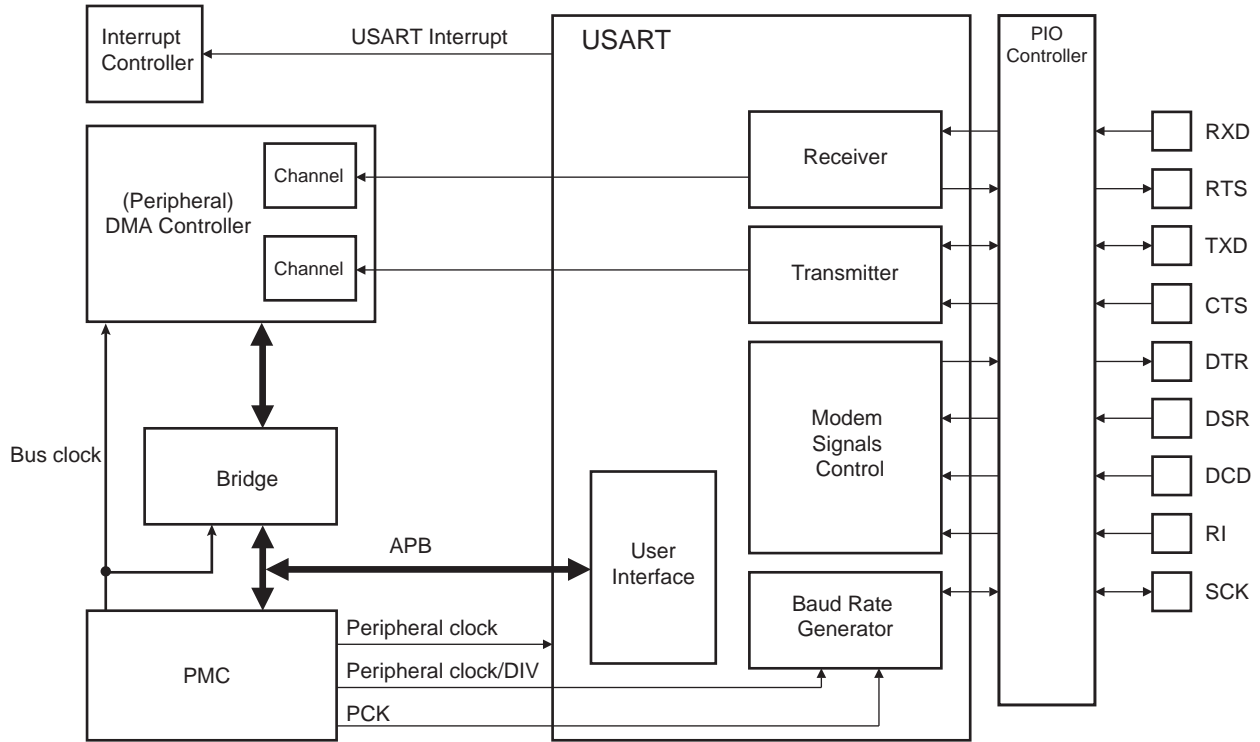 Interrupt
Controller
USART Interrupt
USART
PIO
Controller
(Peripheral)
DMA Controller
Channel
Channel
Receiver
Transmitter
Modem
Signals
Control
RXD
RTS
TXD
CTS
DTR
DSR
DCD
RI
SCK
Bus clock
Bridge
APB
User
Interface
Baud Rate
Generator
PMC
Peripheral clock
Peripheral clock/DIV
PCK